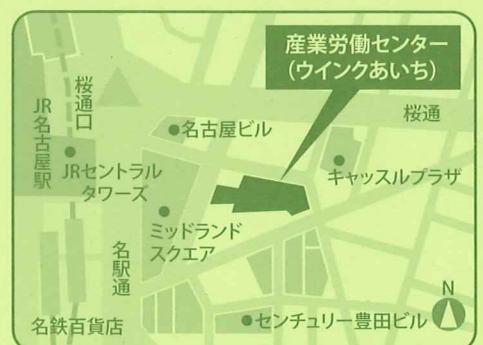 産業労働センター
(ウインクあいち)
桜通口
JR名古屋駅
桜通
名古屋ビル
JRセントラル
タワーズ
キャッスルプラザ
ミッドランド
スクエア
名駅通
N
名鉄百貨店
センチュリー豊田ビル